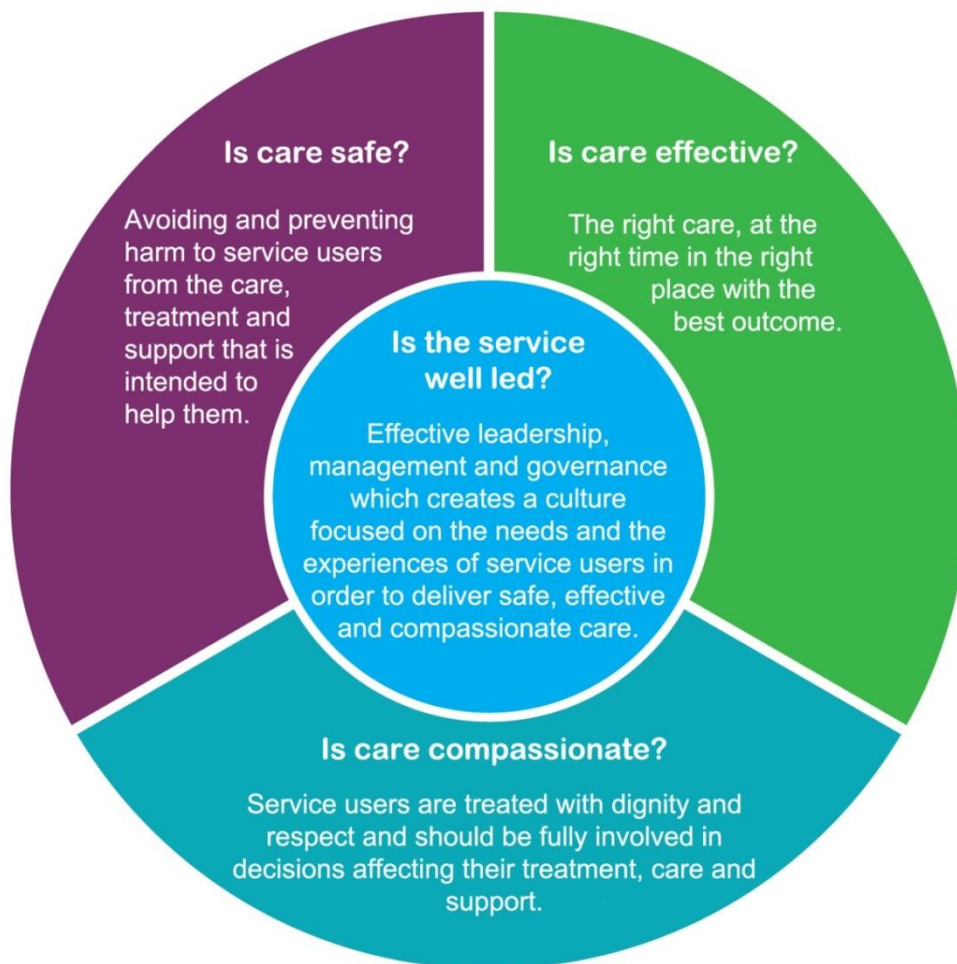 Is care safe?
Avoiding and preventing
harm to service users
from the care,
treatment and
support that is
intended to
help them.
Is care effective?
The right care, at the
right time in the right
place with the
best outcome.
Is the service
well led?
Effective leadership,
management and governance
which creates a culture
focused on the needs and the
experiences of service users in
order to deliver safe, effective
and compassionate care.
Is care compassionate?
Service users are treated with dignity and
respect and should be fully involved in
decisions affecting their treatment, care and
support.